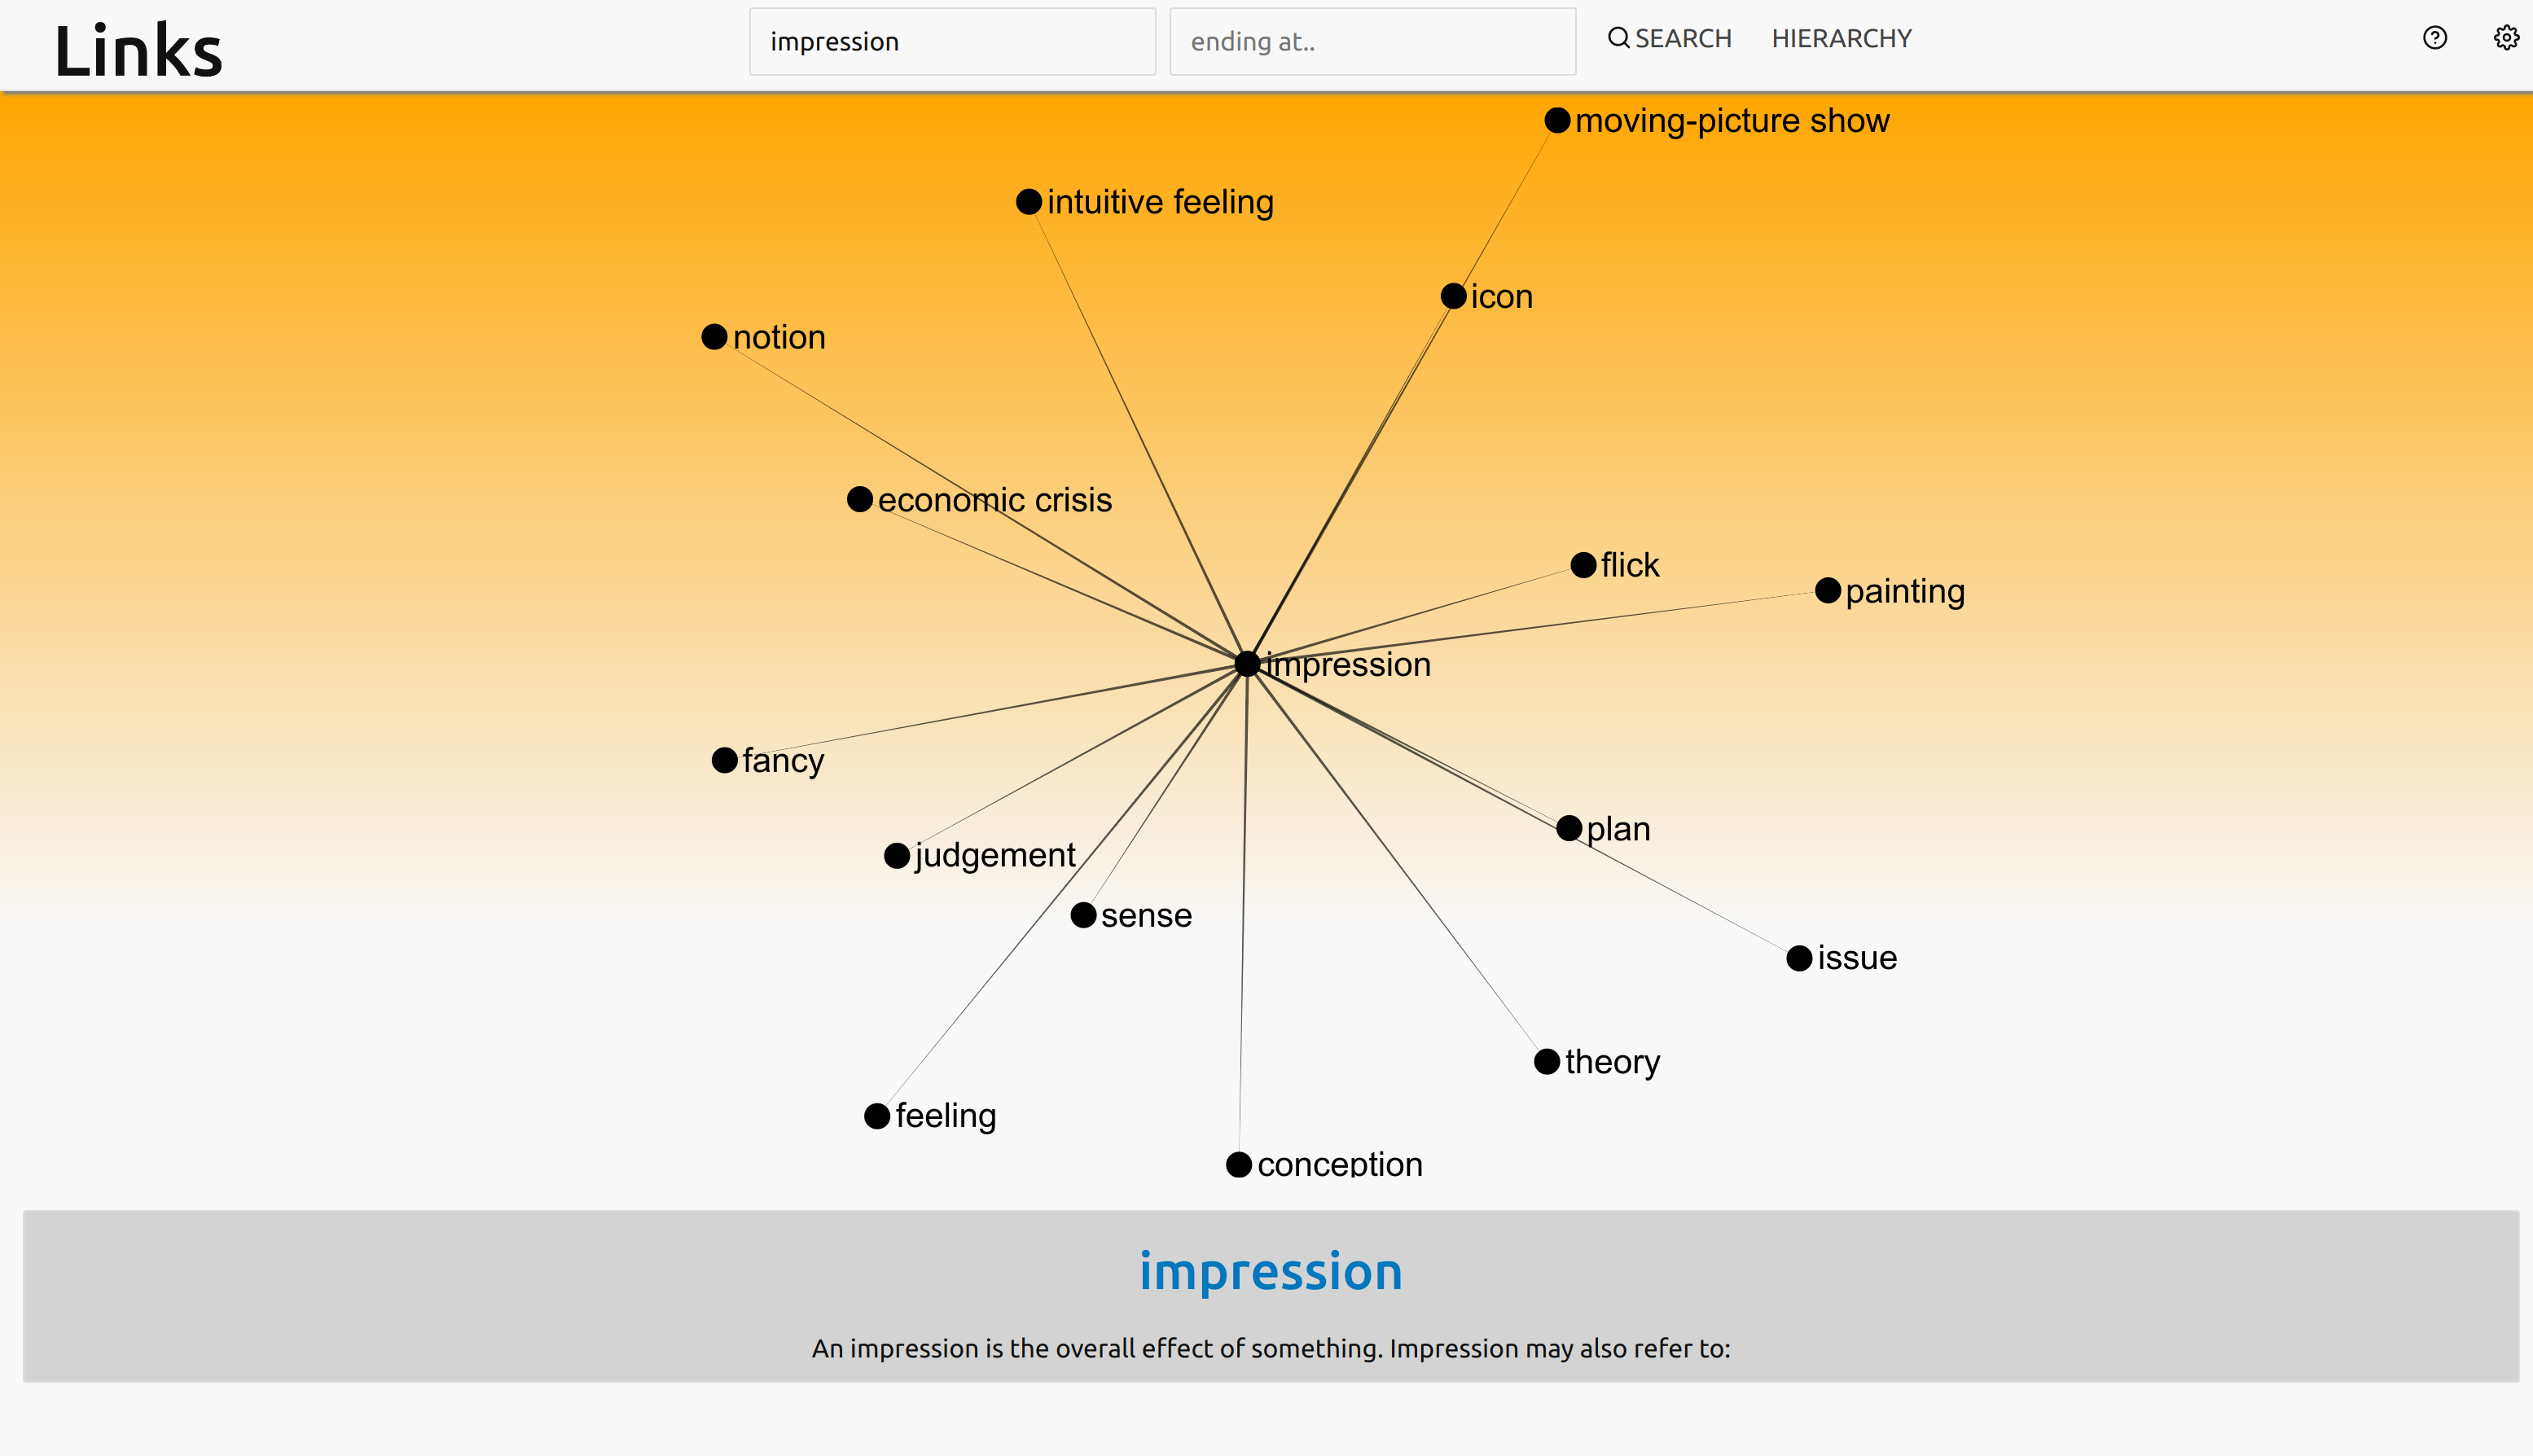 Links
impression
ending at..
SEARCH
HIERARCHY
moving-picture show
intuitive feeling
icon
notion
economic crisis
flick
painting
impression
fancy
plan
judgement
sense
issue
theory
feeling
conception
impression
An impression is the overall effect of something. Impression may also refer to: